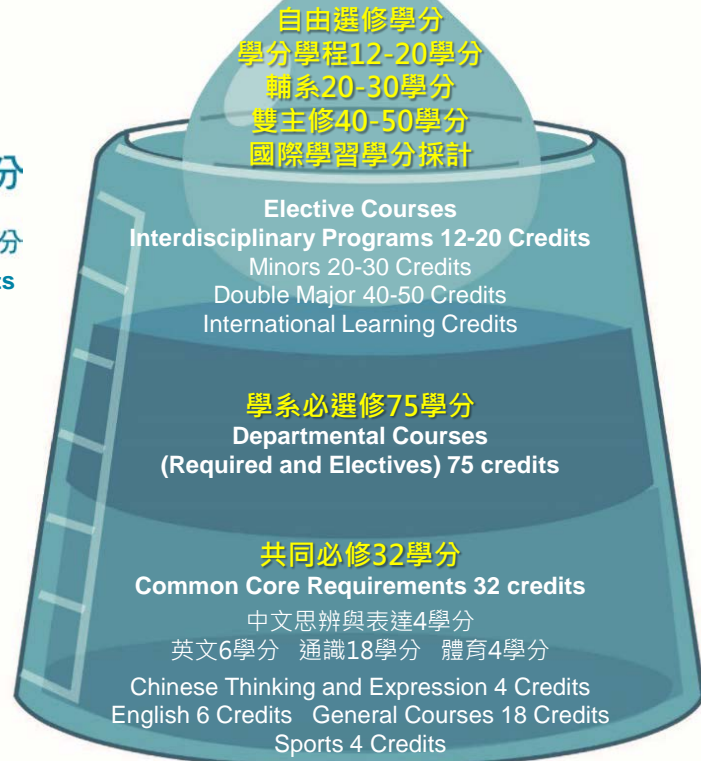 自由選修學分
學分學程12-20學分
輔系20-30學分
雙主修40-50學分
國際學習學分採計
分
分
ts
Elective Courses
Interdisciplinary Programs 12-20 Credits
Minors 20-30 Credits
Double Major 40-50 Credits
International Learning Credits
學系必選修75學分
Departmental Courses
(Required and Electives) 75 credits
共同必修32學分
Common Core Requirements 32 credits
中文思辨與表達4學分
英文6學分 通識18學分 體育4學分
Chinese Thinking and Expression 4 Credits
English 6 Credits General Courses 18 Credits
Sports 4 Credits